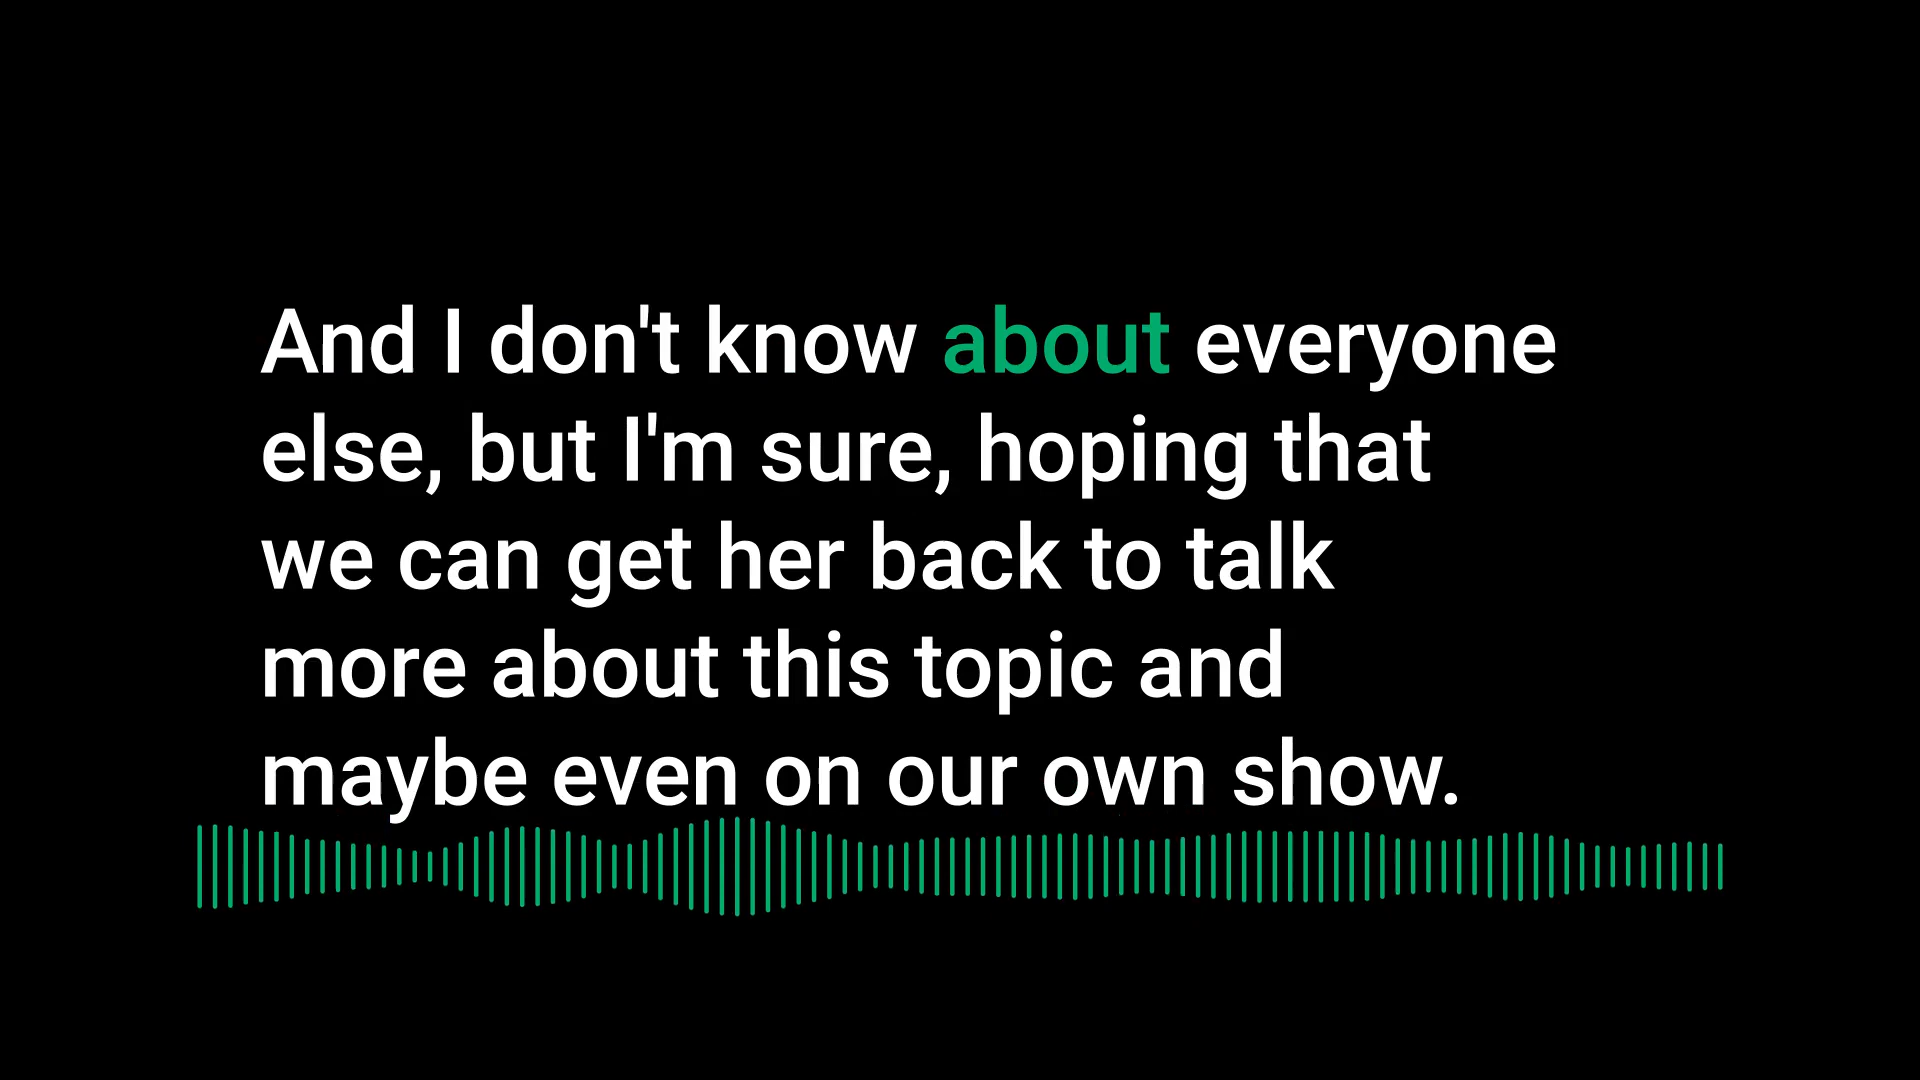 And I don't know about everyone
else, but I'm sure, hoping that
we can get her back to talk
more about this topic and
maybe even on our own show.